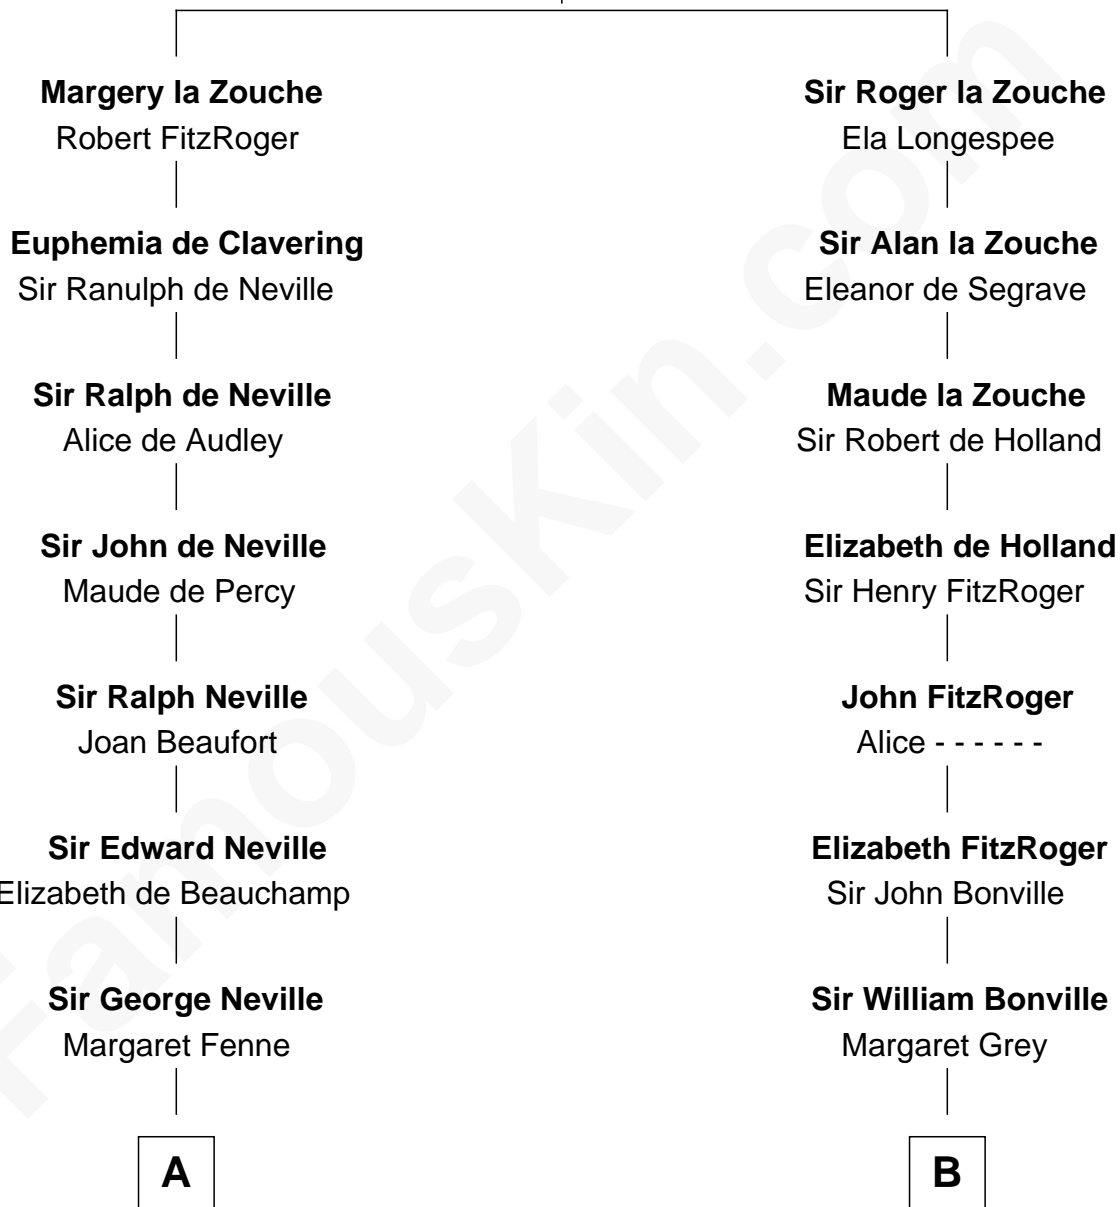 Margery la Zouche
Robert FitzRoger
Euphemia de Clavering
Sir Ranulph de Neville
Sir Ralph de Neville
Alice de Audley
Sir John de Neville
Maude de Percy
Sir Ralph Neville
Joan Beaufort
Sir Edward Neville
Elizabeth de Beauchamp
Sir George Neville
Margaret Fenne
A
Sir Roger la Zouche
Ela Longespee
Sir Alan la Zouche
Eleanor de Segrave
Maude la Zouche
Sir Robert de Holland
Elizabeth de Holland
Sir Henry FitzRoger
John FitzRoger
Alice - - - - - -
Elizabeth FitzRoger
Sir John Bonville
Sir William Bonville
Margaret Grey
B
FamousKin.com